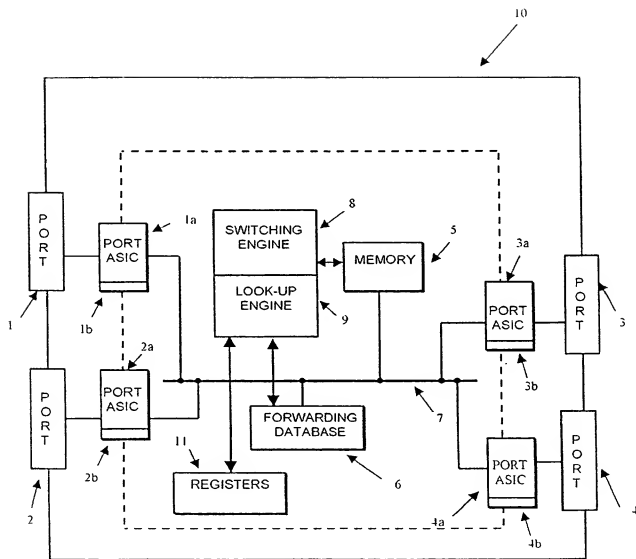 10
PORT
1
PORT ASIC
1a
1b
SWITCHING ENGINE
8
LOOK-UP ENGINE
9
MEMORY
5
3a
PORT ASIC
3b
PORT
3
PORT
2
2a
PORT ASIC
2b
7
FORWARDING DATABASE
6
11
REGISTERS
4a
PORT ASIC
4b
PORT
4